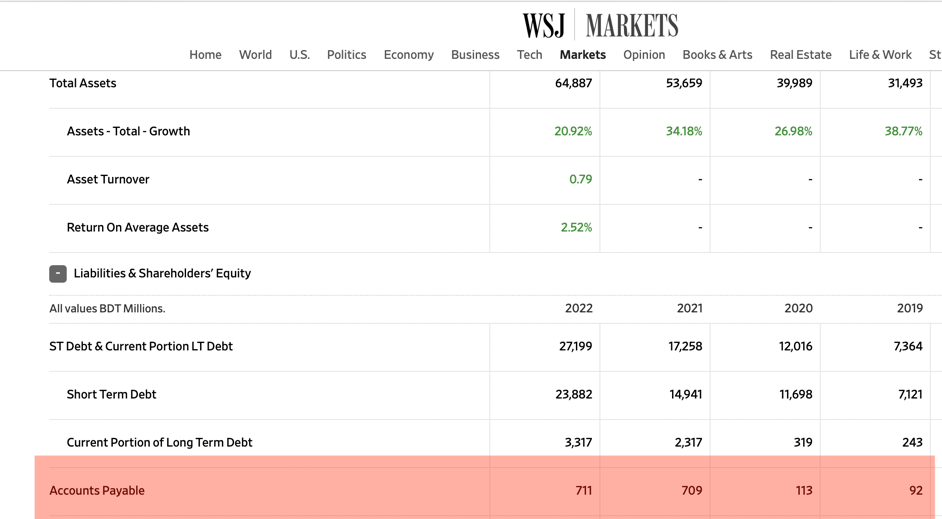 WSJ MARKETS
Home World U.S. Politics Economy Business Tech Markets Opinion Books & Arts Real Estate Life & Work St
Total Assets 64,887 53,659 39,989 31,493
Assets - Total - Growth 20.92% 34.18% 26.98% 38.77%
Asset Turnover 0.79 - - -
Return On Average Assets 2.52% - - -
- Liabilities & Shareholders' Equity
All values BDT Millions. 2022 2021 2020 2019
ST Debt & Current Portion LT Debt 27,199 17,258 12,016 7,364
Short Term Debt 23,882 14,941 11,698 7,121
Current Portion of Long Term Debt 3,317 2,317 319 243
Accounts Payable 711 709 113 92